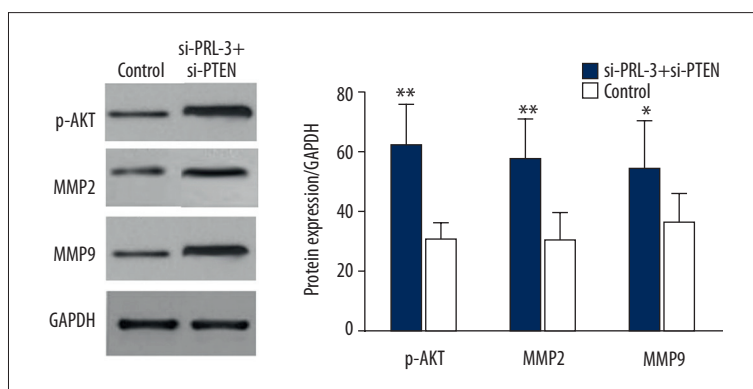 Control
si-PRL-3+
si-PTEN
p-AKT
MMP2
MMP9
GAPDH
si-PRL-3+si-PTEN
Control
Protein expression/GAPDH
80
60
40
20
0
**
**
*
p-AKT
MMP2
MMP9